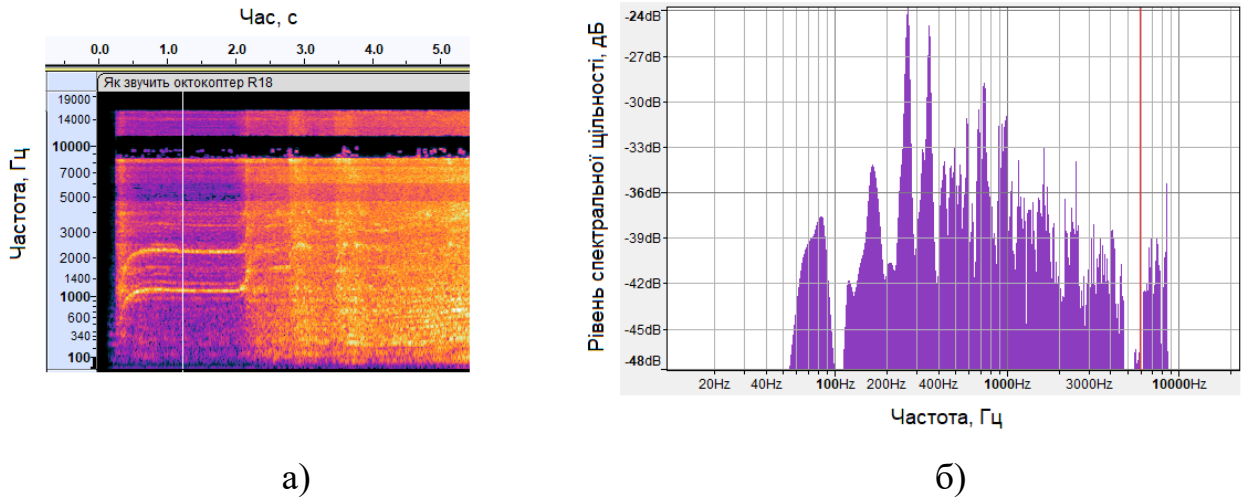 Час, с
0.0 1.0 2.0 3.0 4.0 5.0
Як звучить октокоптер R18
Частота, Гц
19000
14000
10000
7000
5000
3000
2000
1400
1000
600
340
100
а)
Рівень спектральної щільності, дБ
-24dB
-27dB
-30dB
-33dB
-36dB
-39dB
-42dB
-45dB
-48dB
20Hz 40Hz 100Hz 200Hz 400Hz 1000Hz 3000Hz 10000Hz
Частота, Гц
б)